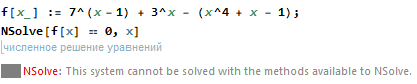 f[x_] := 7^(x - 1) + 3^x - (x^4 + x - 1);
NSolve[f[x] == 0, x]
численное решение уравнений
NSolve: This system cannot be solved with the methods available to NSolve.